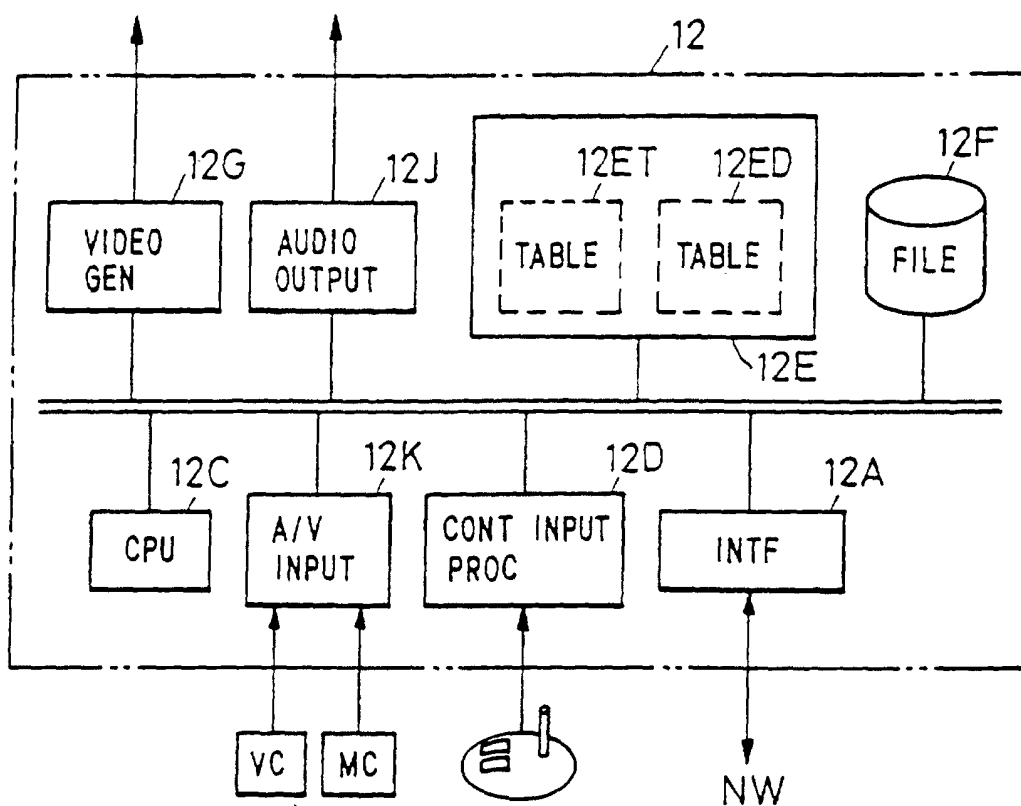 12
12G
12J
12ET
12ED
12F
VIDEO
GEN
AUDIO
OUTPUT
TABLE
TABLE
FILE
12E
12C
12K
12D
12A
CPU
A/V
INPUT
CONT INPUT
PROC
INTF
VC
MC
NW